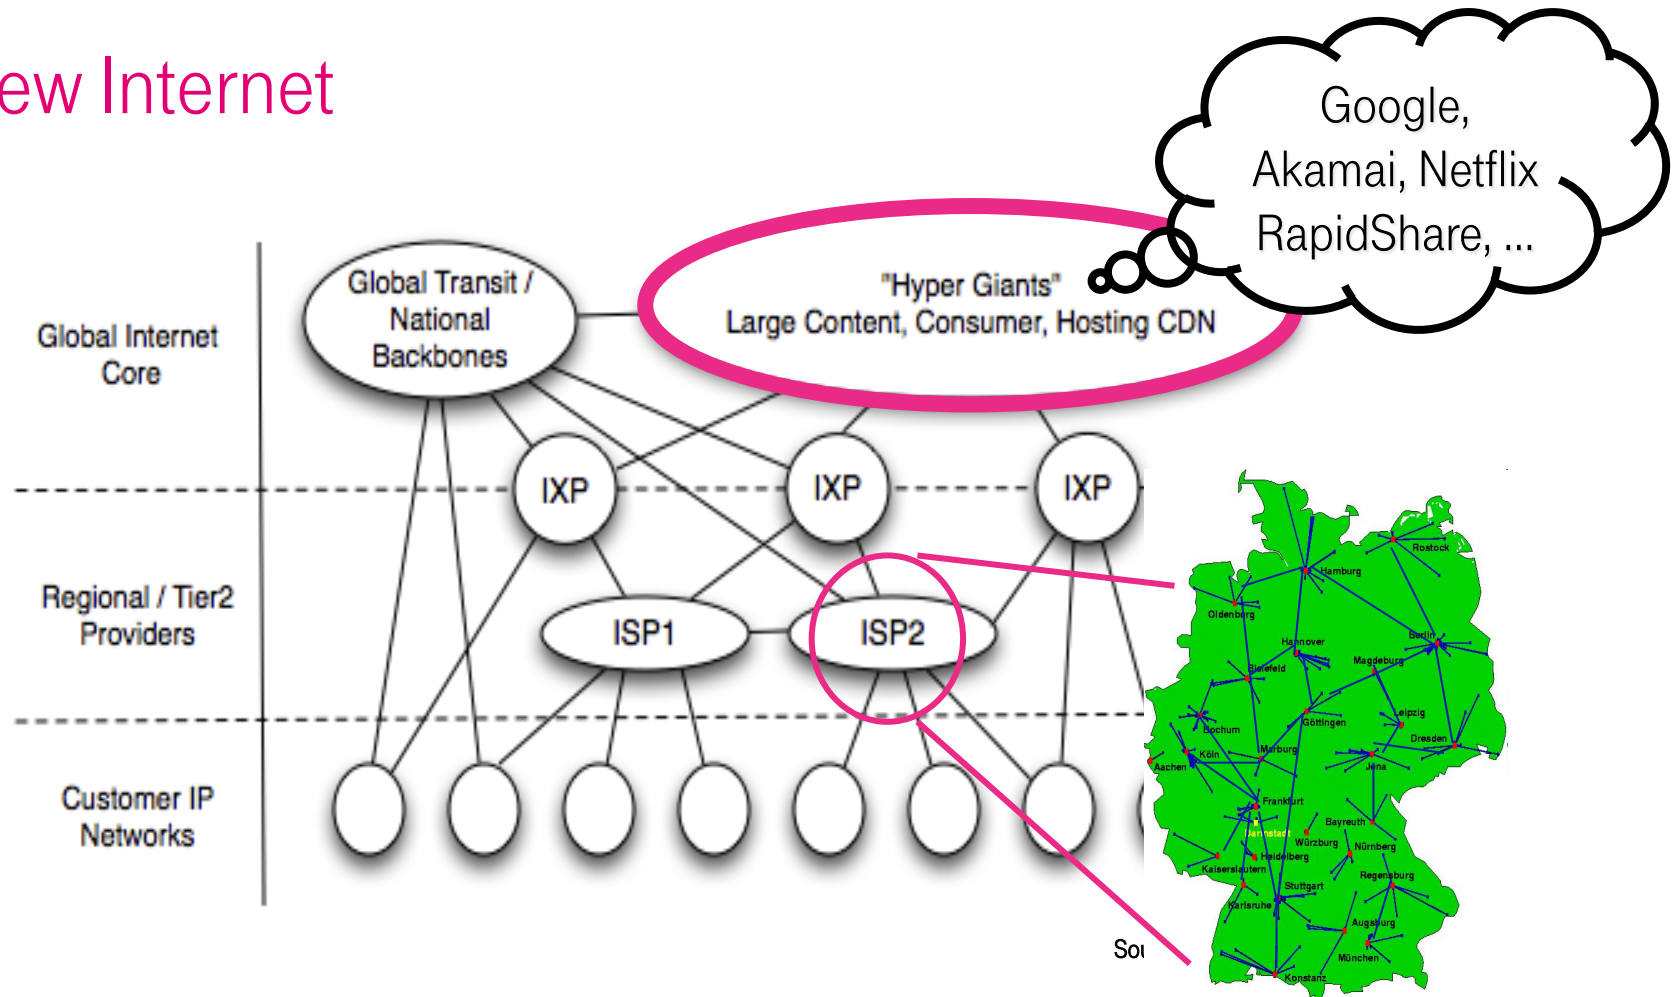 ew Internet
Google,
Akamai, Netflix
RapidShare, ...
Global Transit /
National
Backbones
"Hyper Giants"
Large Content, Consumer, Hosting CDN
Global Internet
Core
IXP
IXP
IXP
Regional / Tier2
Providers
ISP1
ISP2
Customer IP
Networks
Rostock
Hamburg
Oldenburg
Hannover
Berlin
Magdeburg
Bielefeld
Göttingen
Leipzig
Bochum
Dresden
Köln
Marburg
Aachen
Jena
Frankfurt
Bayreuth
Darmstadt
Würzburg
Nürnberg
Heidelberg
Kaiserslautern
Regensburg
Stuttgart
Karlsruhe
Augsburg
München
Konstanz
Sou